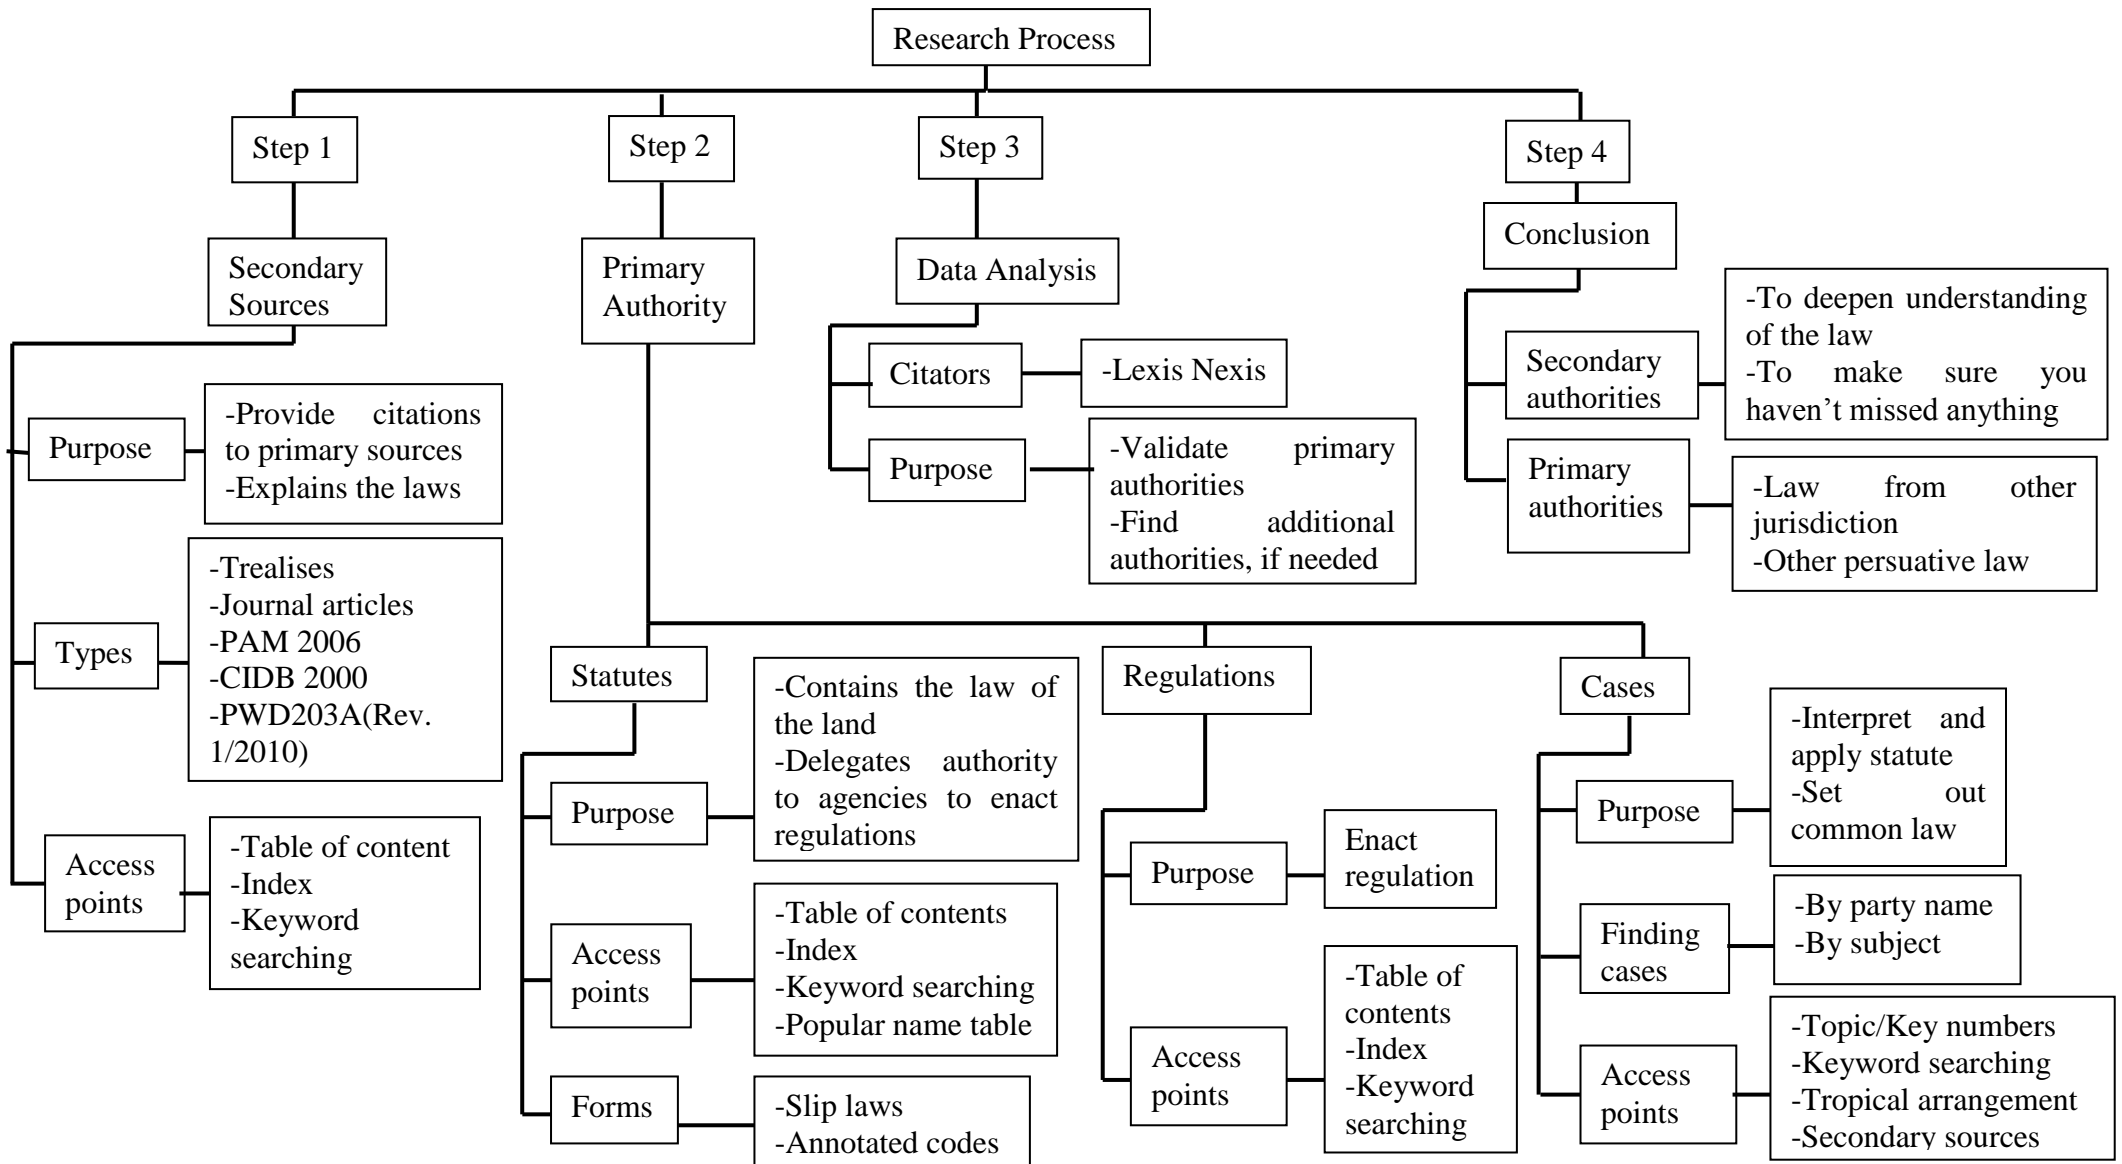 Research Process
Step 1
Step 2
Step 3
Step 4
Secondary
Sources
Primary
Authority
Data Analysis
Conclusion
Purpose
-Provide citations
to primary sources
-Explains the laws
Types
-Trealises
-Journal articles
-PAM 2006
-CIDB 2000
-PWD203A(Rev.
1/2010)
Access
points
-Table of content
-Index
-Keyword
searching
Citators
-Lexis Nexis
Purpose
-Validate primary
authorities
-Find additional
authorities, if needed
Secondary
authorities
-To deepen understanding
of the law
-To make sure you
haven’t missed anything
Primary
authorities
-Law from other
jurisdiction
-Other persuative law
Statutes
Purpose
-Contains the law of
the land
-Delegates authority
to agencies to enact
regulations
Access
points
-Table of contents
-Index
-Keyword searching
-Popular name table
Forms
-Slip laws
-Annotated codes
Regulations
Purpose
Enact
regulation
Access
points
-Table of
contents
-Index
-Keyword
searching
Cases
Purpose
-Interpret and
apply statute
-Set out
common law
Finding
cases
-By party name
-By subject
Access
points
-Topic/Key numbers
-Keyword searching
-Tropical arrangement
-Secondary sources